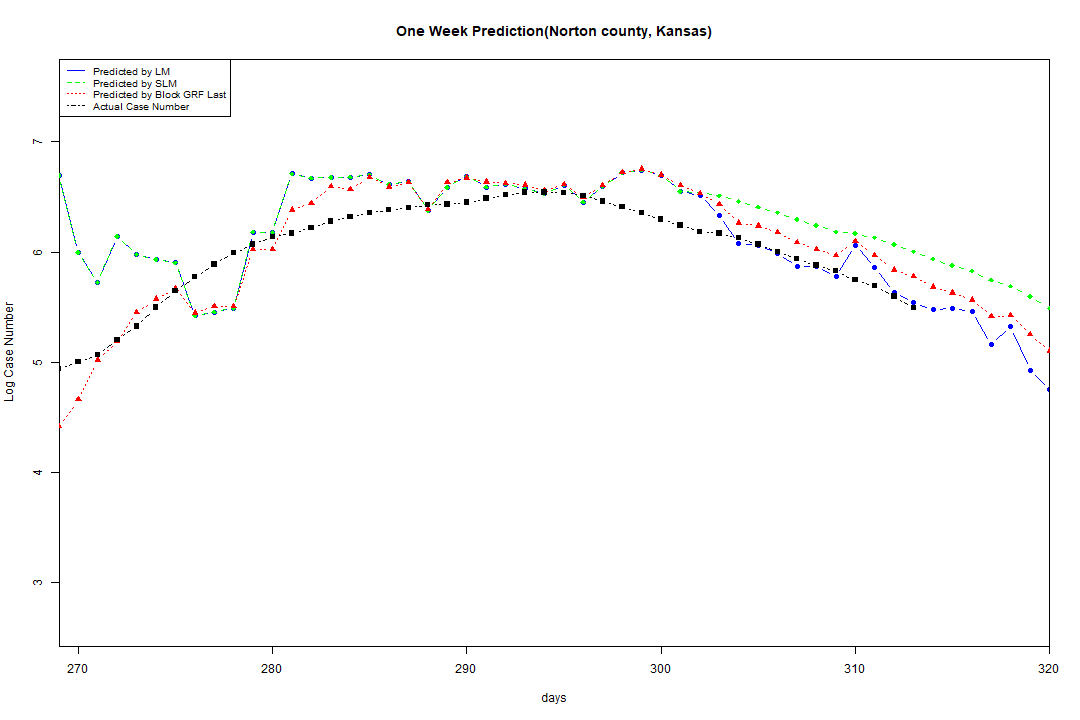 One Week Prediction(Norton county, Kansas)
Predicted by LM
Predicted by SLM
Predicted by Block GRF Last
Actual Case Number
7
6
5
4
3
Log Case Number
270 280 290 300 310 320
days